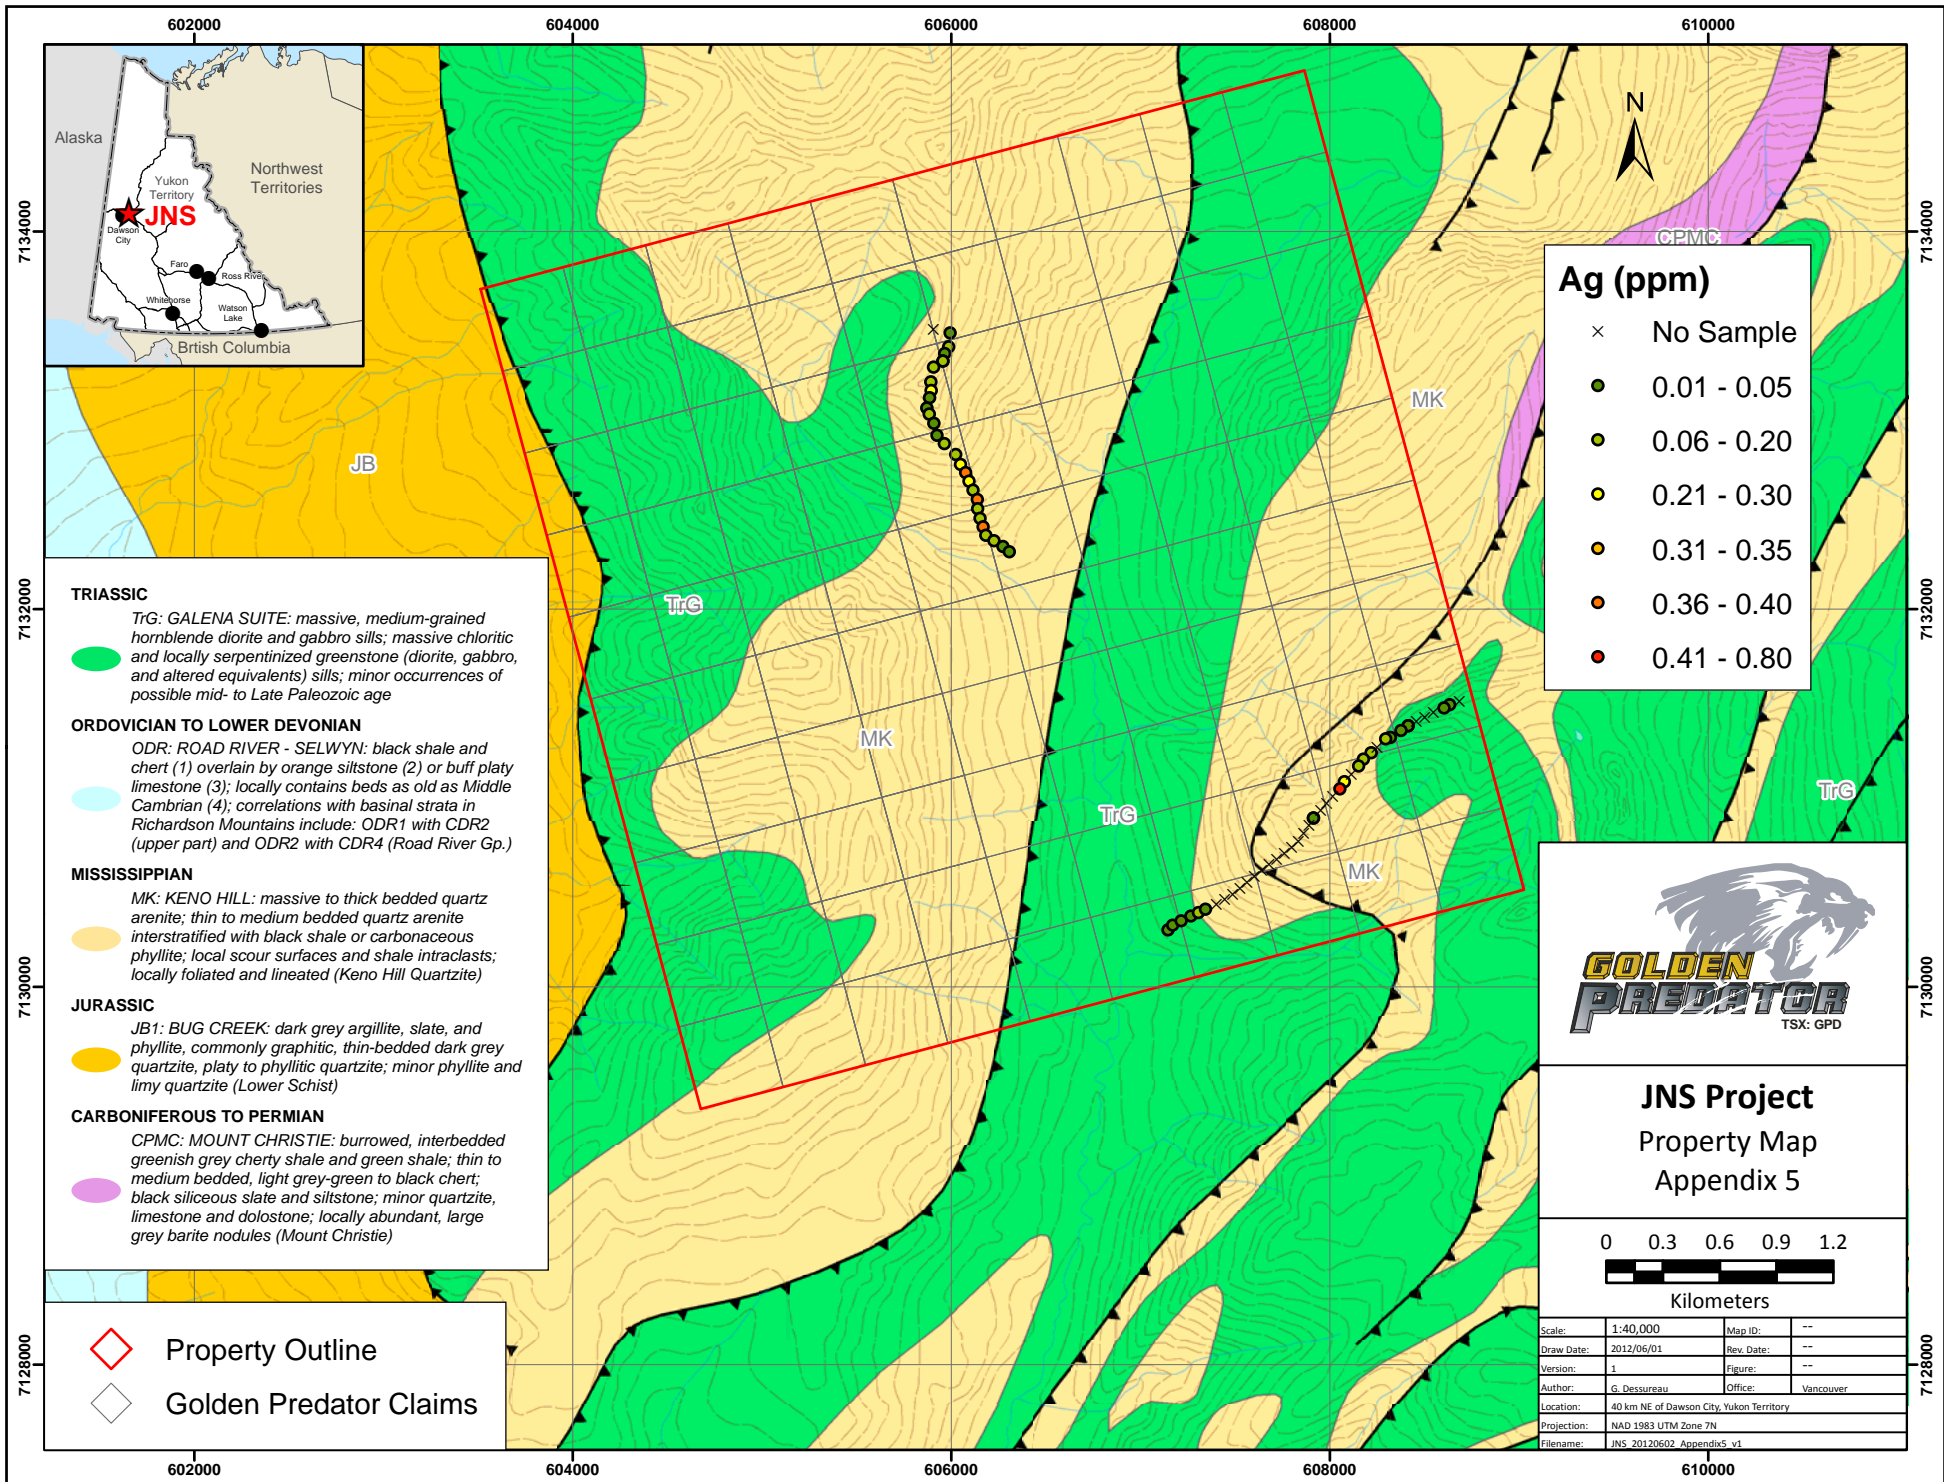 602000
604000
606000
608000
610000
7134000
7132000
7130000
7128000
Alaska
Yukon
Territory
Northwest
Territories
JNS
Dawson
City
Faro
Ross River
Whitehorse
Watson
Lake
Brtish Columbia
N
CPMC
Ag (ppm)
No Sample
0.01 - 0.05
0.06 - 0.20
0.21 - 0.30
0.31 - 0.35
0.36 - 0.40
0.41 - 0.80
JB
MK
TrG
MK
TrG
TrG
MK
TRIASSIC
TrG: GALENA SUITE: massive, medium-grained
hornblende diorite and gabbro sills; massive chloritic
and locally serpentinized greenstone (diorite, gabbro,
and altered equivalents) sills; minor occurrences of
possible mid- to Late Paleozoic age
ORDOVICIAN TO LOWER DEVONIAN
ODR: ROAD RIVER - SELWYN: black shale and
chert (1) overlain by orange siltstone (2) or buff platy
limestone (3); locally contains beds as old as Middle
Cambrian (4); correlations with basinal strata in
Richardson Mountains include: ODR1 with CDR2
(upper part) and ODR2 with CDR4 (Road River Gp.)
MISSISSIPPIAN
MK: KENO HILL: massive to thick bedded quartz
arenite; thin to medium bedded quartz arenite
interstratified with black shale or carbonaceous
phyllite; local scour surfaces and shale intraclasts;
locally foliated and lineated (Keno Hill Quartzite)
JURASSIC
JB1: BUG CREEK: dark grey argillite, slate, and
phyllite, commonly graphitic, thin-bedded dark grey
quartzite, platy to phyllitic quartzite; minor phyllite and
limy quartzite (Lower Schist)
CARBONIFEROUS TO PERMIAN
CPMC: MOUNT CHRISTIE: burrowed, interbedded
greenish grey cherty shale and green shale; thin to
medium bedded, light grey-green to black chert;
black siliceous slate and siltstone; minor quartzite,
limestone and dolostone; locally abundant, large
grey barite nodules (Mount Christie)
Property Outline
Golden Predator Claims
GOLDEN
PREDATOR
TSX: GPD
JNS Project
Property Map
Appendix 5
0 0.3 0.6 0.9 1.2
Kilometers
Scale: 1:40,000 Map ID: --
Draw Date: 2012/06/01 Rev. Date: --
Version: 1 Figure: --
Author: G. Dessureau Office: Vancouver
Location: 40 km NE of Dawson City, Yukon Territory
Projection: NAD 1983 UTM Zone 7N
Filename: JNS_20120602_Appendix5_v1
7134000
7132000
7130000
7128000
602000
604000
606000
608000
610000